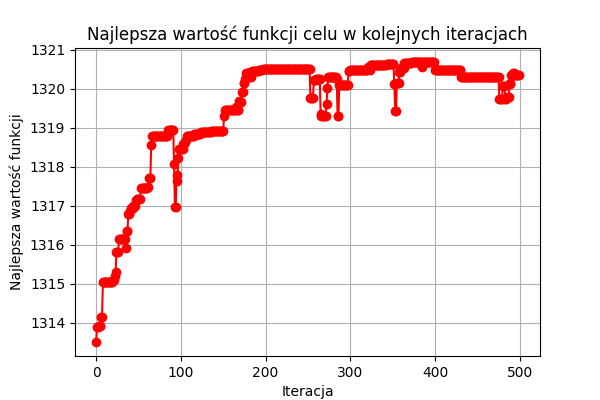 Najlepsza wartość funkcji celu w kolejnych iteracjach
1321
1320
1319
1318
1317
1316
1315
1314
Najlepsza wartość funkcji
0 100 200 300 400 500
Iteracja